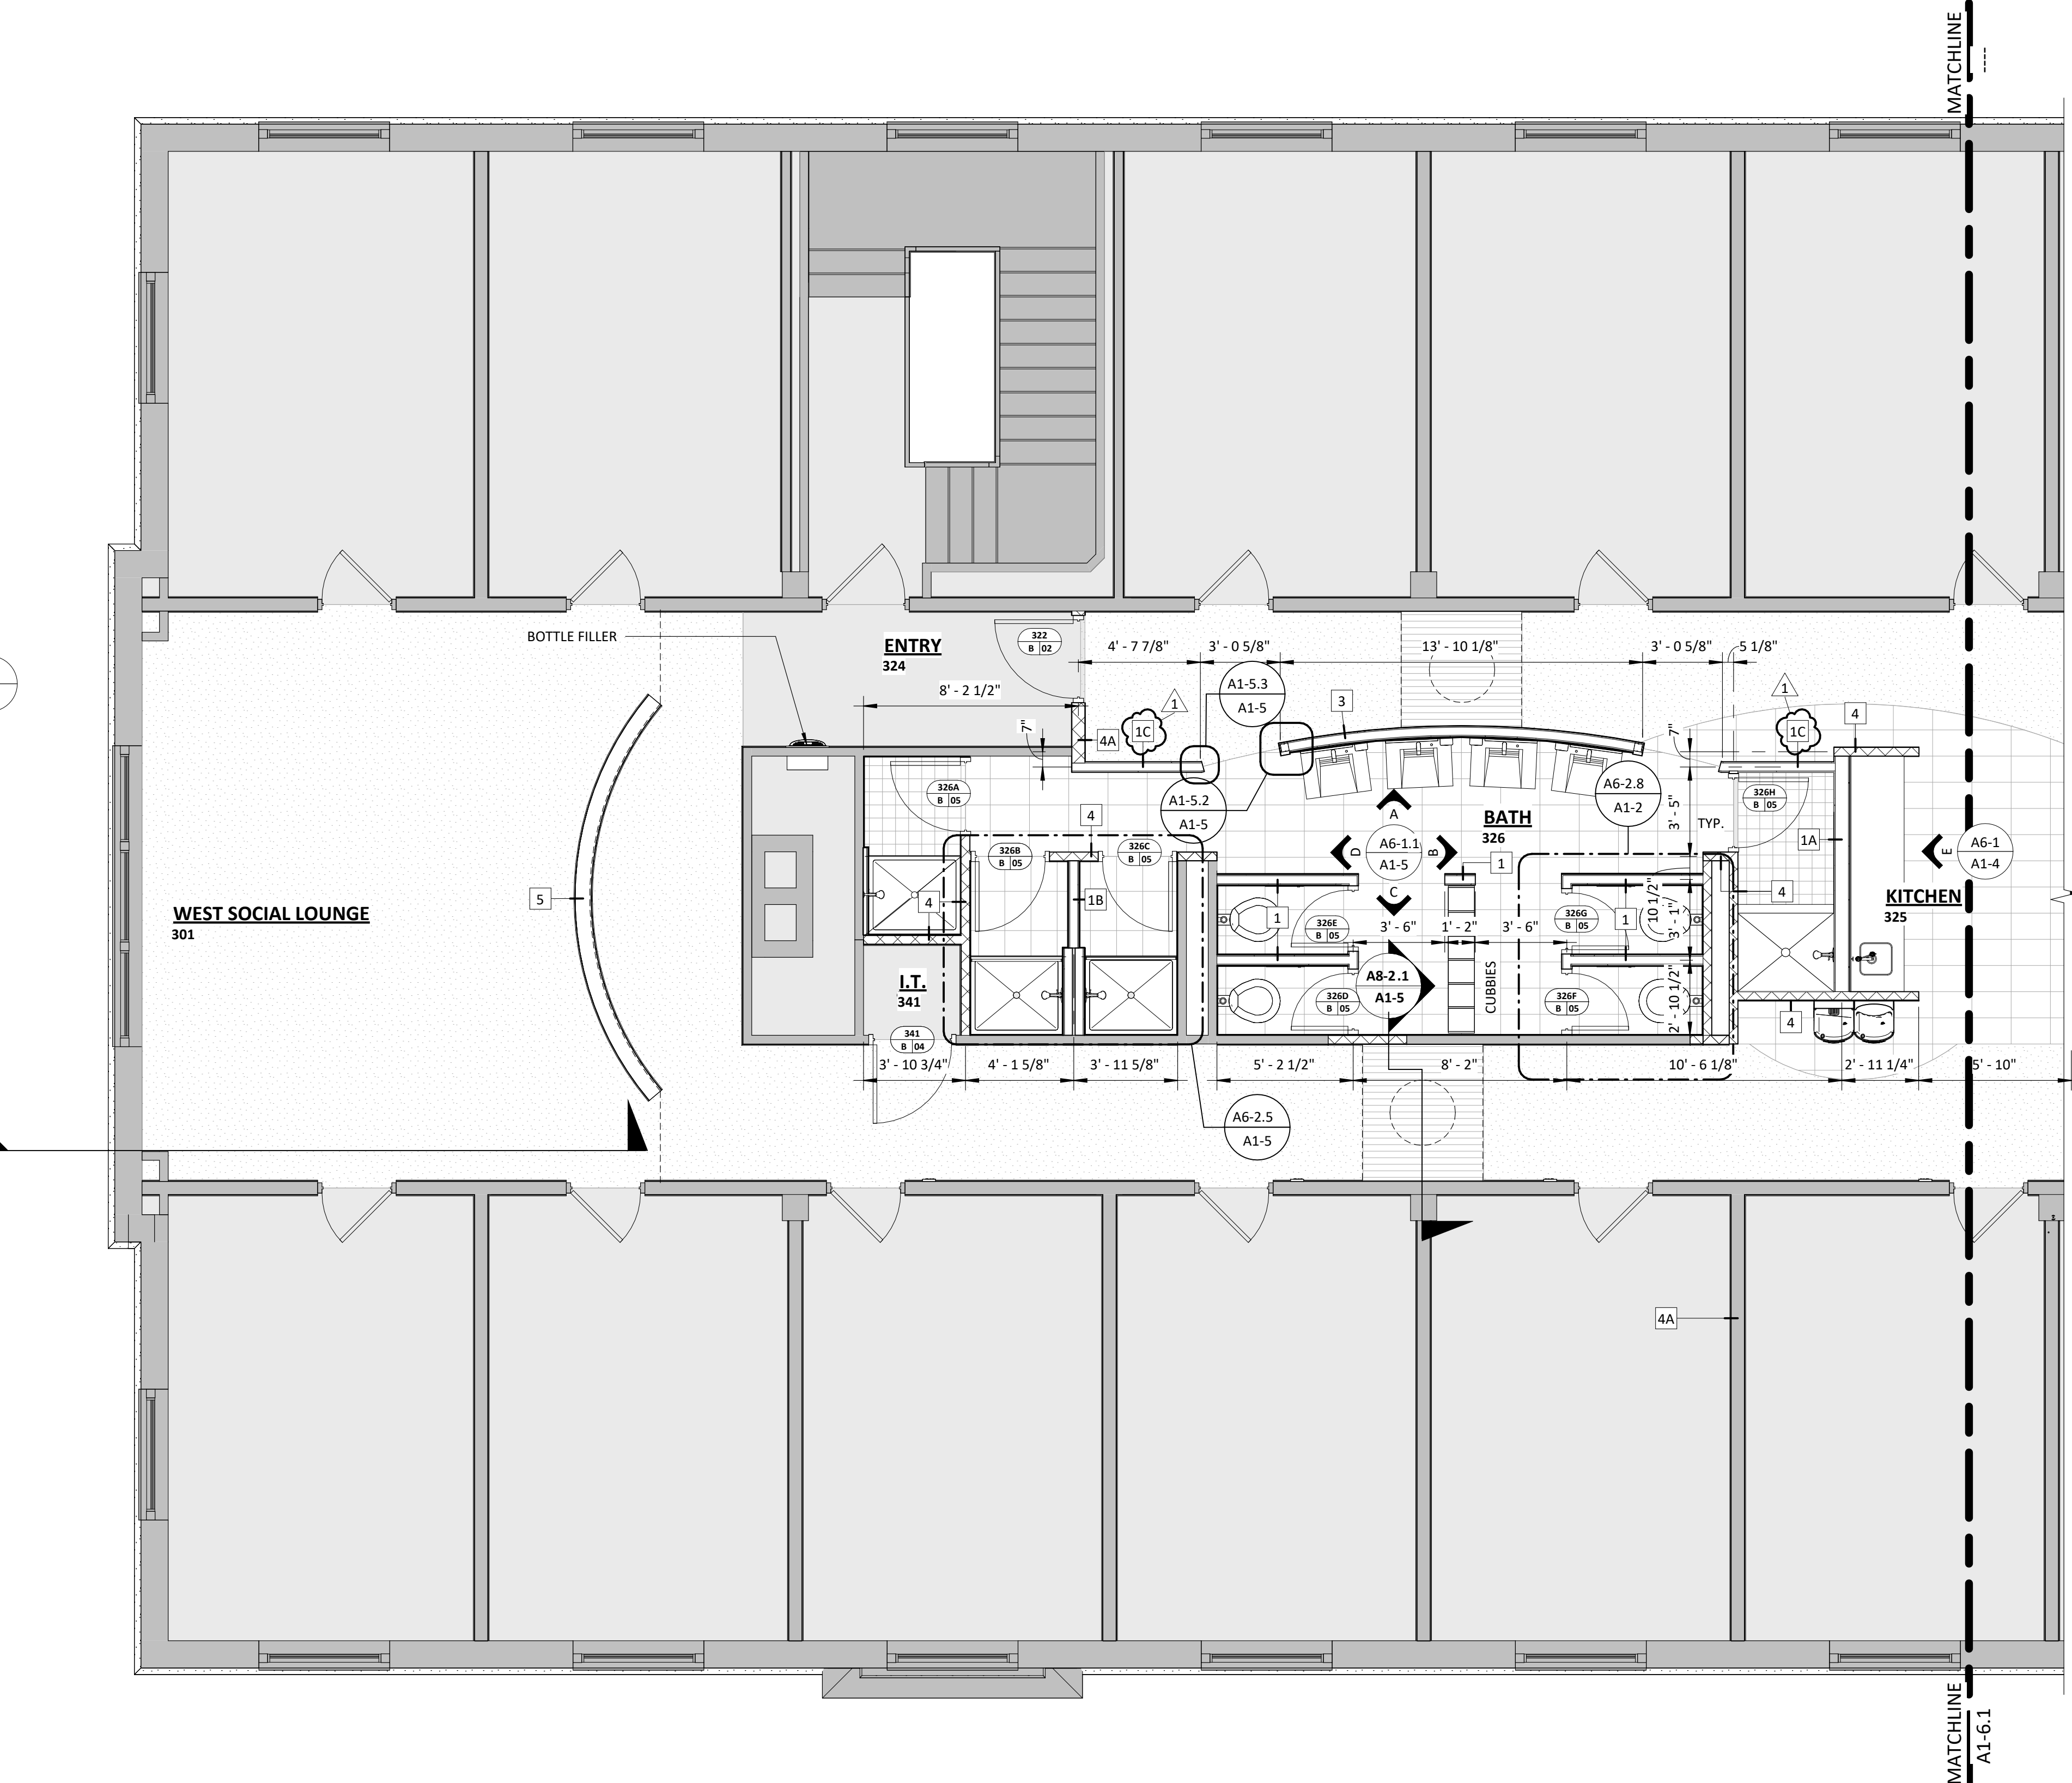 MATCHLINE
----
BOTTLE FILLER
ENTRY
324
322
B 02
4' - 7 7/8"
3' - 0 5/8"
13' - 10 1/8"
3' - 0 5/8"
5 1/8"
8' - 2 1/2"
7"
4A
1C
1
A1-5.3
A1-5
3
1
1C
4
7"
A1-5.2
A1-5
A6-2.8
A1-2
326A
B 05
4
326B
B 05
326C
B 05
BATH
326
A
D
A6-1.1
A1-5
B
C
3' - 5"
TYP.
326H
B 05
1A
E
A6-1
A1-4
1
4
1B
4
5
WEST SOCIAL LOUNGE
301
KITCHEN
325
1
326E
B 05
3' - 6"
1' - 2"
3' - 6"
326G
B 05
1
10 1/2"
3' - 1"
I.T.
341
326D
B 05
A8-2.1
A1-5
CUBBIES
326F
B 05
2' - 10 1/2"
4
341
B 04
3' - 10 3/4"
4' - 1 5/8"
3' - 11 5/8"
5' - 2 1/2"
8' - 2"
10' - 6 1/8"
2' - 11 1/4"
5' - 10"
A6-2.5
A1-5
4A
MATCHLINE
A1-6.1